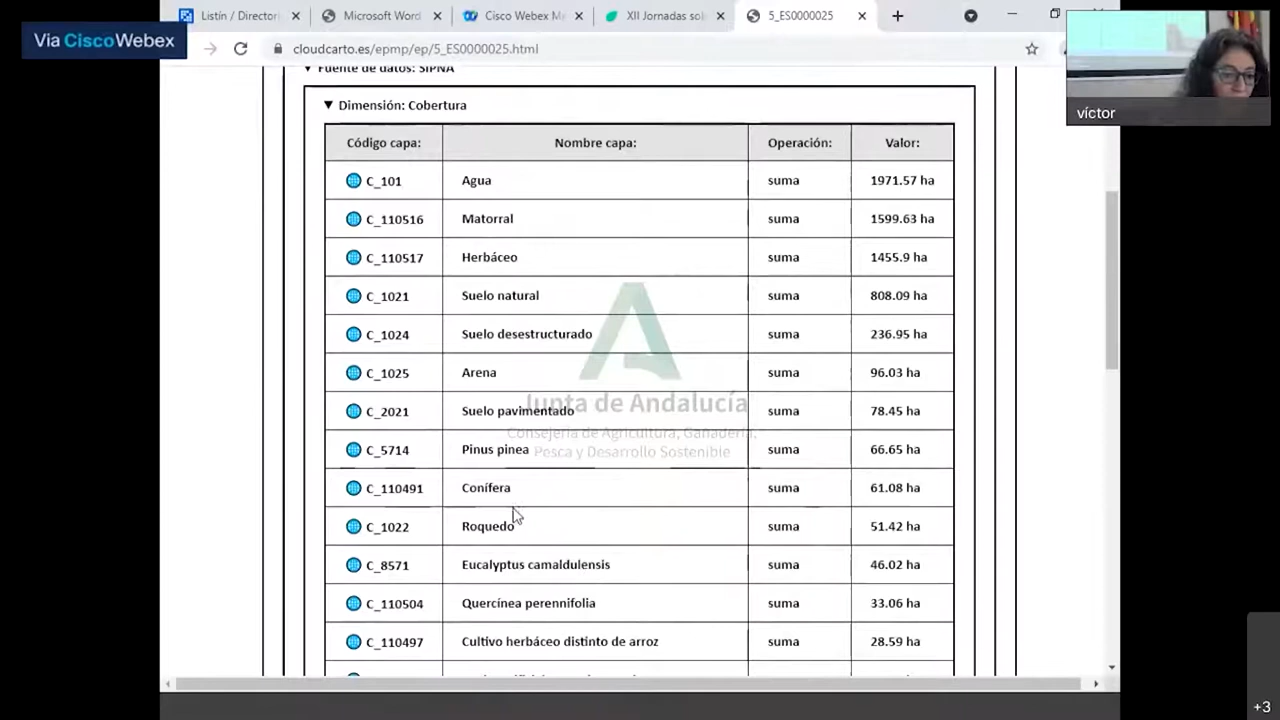 Via CiscoWebex
Listín / Director
Microsoft Word
Cisco Webex Me
XII Jornadas sob
5_ES0000025
cloudcarto.es/epmp/ep/5_ES0000025.html
víctor
Fuente de datos: SIPNA
Dimensión: Cobertura
Código capa: Nombre capa: Operación: Valor:
C_101 Agua suma 1971.57 ha
C_110516 Matorral suma 1599.63 ha
C_110517 Herbáceo suma 1455.9 ha
C_1021 Suelo natural suma 808.09 ha
C_1024 Suelo desestructurado suma 236.95 ha
C_1025 Arena suma 96.03 ha
Junta de Andalucía
C_2021 Suelo pavimentado suma 78.45 ha
Consejería de Agricultura, Ganadería,
Pesca y Desarrollo Sostenible
C_5714 Pinus pinea suma 66.65 ha
C_110491 Conífera suma 61.08 ha
C_1022 Roquedo suma 51.42 ha
C_8571 Eucalyptus camaldulensis suma 46.02 ha
C_110504 Quercínea perennifolia suma 33.06 ha
C_110497 Cultivo herbáceo distinto de arroz suma 28.59 ha
+3